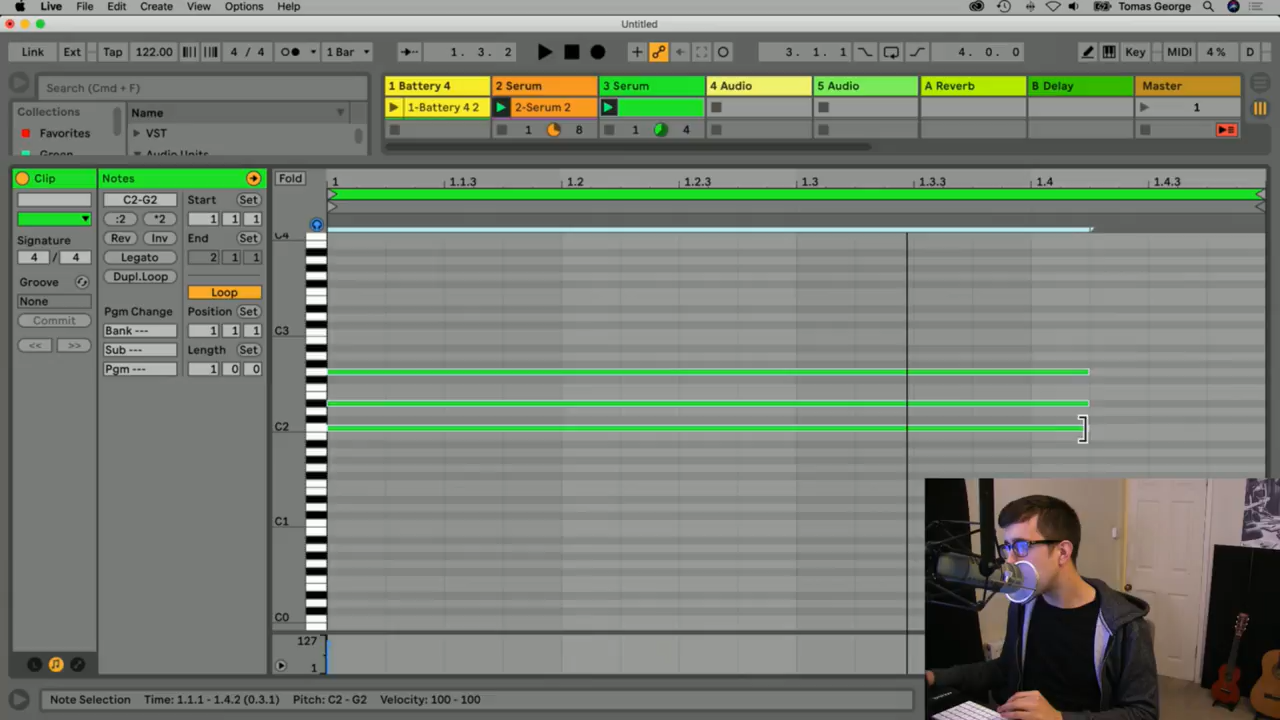 Live File Edit Create View Options Help Tomas George
Untitled
Link Ext Tap 122.00 4 / 4 1 Bar 1. 3. 2 3. 1. 1 4. 0. 0 Key MIDI 4 % D
Search (Cmd + F)
Collections
Favorites
Name
VST
1 Battery 4 2 Serum 3 Serum 4 Audio 5 Audio A Reverb B Delay Master
1-Battery 4 2 2-Serum 2 1
1 8 1 4
Clip
Signature
4 / 4
Groove
None
Commit
<< >>
Notes
C2-G2
:2 *2
Rev Inv
Legato
Dupl.Loop
Pgm Change
Bank ---
Sub ---
Pgm ---
Start Set
1 1 1
End Set
2 1 1
Loop
Position Set
1 1 1
Length Set
1 0 0
Fold
1 1.1.3 1.2 1.2.3 1.3 1.3.3 1.4 1.4.3
C4
C3
C2
C1
C0
127
1
Note Selection Time: 1.1.1 - 1.4.2 (0.3.1) Pitch: C2 - G2 Velocity: 100 - 100